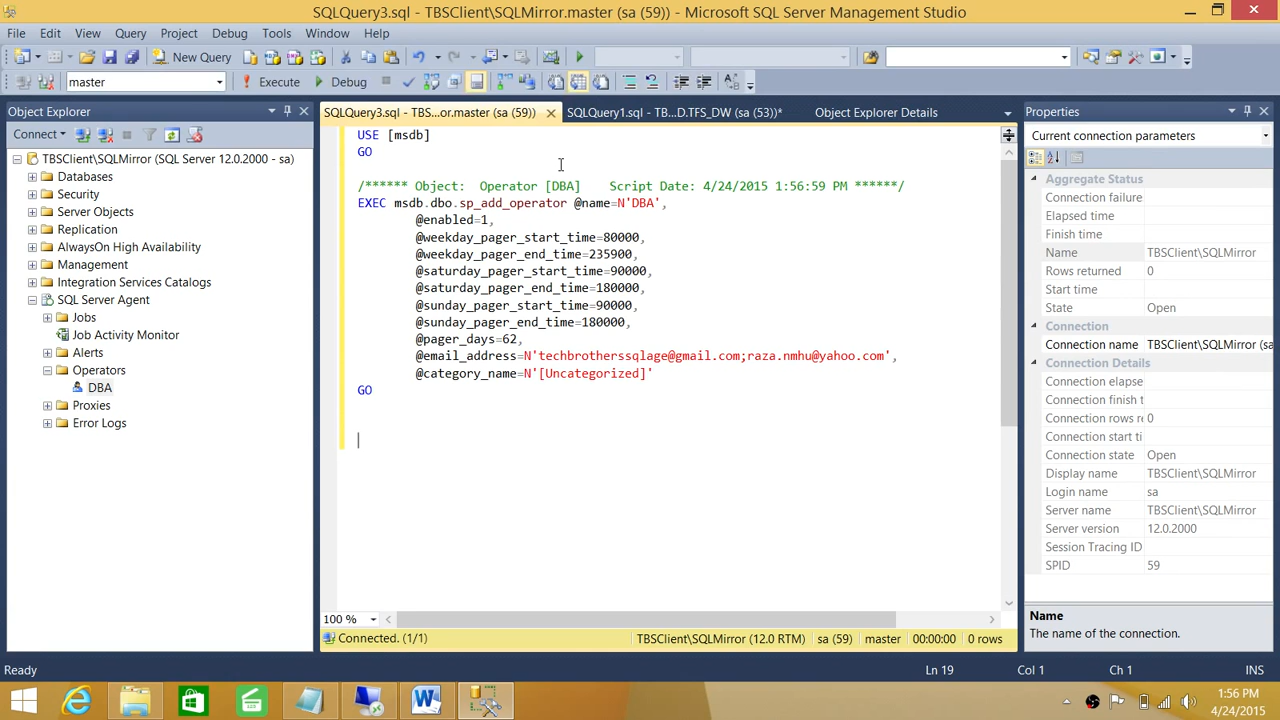 SQLQuery3.sql - TBSClient\SQLMirror.master (sa (59)) - Microsoft SQL Server Management Studio
File Edit View Query Project Debug Tools Window Help
New Query
master Execute Debug
Object Explorer
Connect
TBSClient\SQLMirror (SQL Server 12.0.2000 - sa)
Databases
Security
Server Objects
Replication
AlwaysOn High Availability
Management
Integration Services Catalogs
SQL Server Agent
Jobs
Job Activity Monitor
Alerts
Operators
DBA
Proxies
Error Logs
SQLQuery3.sql - TBS...or.master (sa (59)) SQLQuery1.sql - TB...D.TFS_DW (sa (53))* Object Explorer Details
USE [msdb]
GO
/****** Object:  Operator [DBA]    Script Date: 4/24/2015 1:56:59 PM ******/
EXEC msdb.dbo.sp_add_operator @name=N'DBA',
@enabled=1,
@weekday_pager_start_time=80000,
@weekday_pager_end_time=235900,
@saturday_pager_start_time=90000,
@saturday_pager_end_time=180000,
@sunday_pager_start_time=90000,
@sunday_pager_end_time=180000,
@pager_days=62,
@email_address=N'techbrotherssqlage@gmail.com;raza.nmhu@yahoo.com',
@category_name=N'[Uncategorized]'
GO
100 %
Connected. (1/1) TBSClient\SQLMirror (12.0 RTM) sa (59) master 00:00:00 0 rows
Properties
Current connection parameters
Aggregate Status
Connection failure
Elapsed time
Finish time
Name TBSClient\SQLMirror
Rows returned 0
Start time
State Open
Connection
Connection name TBSClient\SQLMirror (sa
Connection Details
Connection elapse
Connection finish t
Connection rows re 0
Connection start ti
Connection state Open
Display name TBSClient\SQLMirror
Login name sa
Server name TBSClient\SQLMirror
Server version 12.0.2000
Session Tracing ID
SPID 59
Name
The name of the connection.
Ready Ln 19 Col 1 Ch 1 INS
1:56 PM
4/24/2015